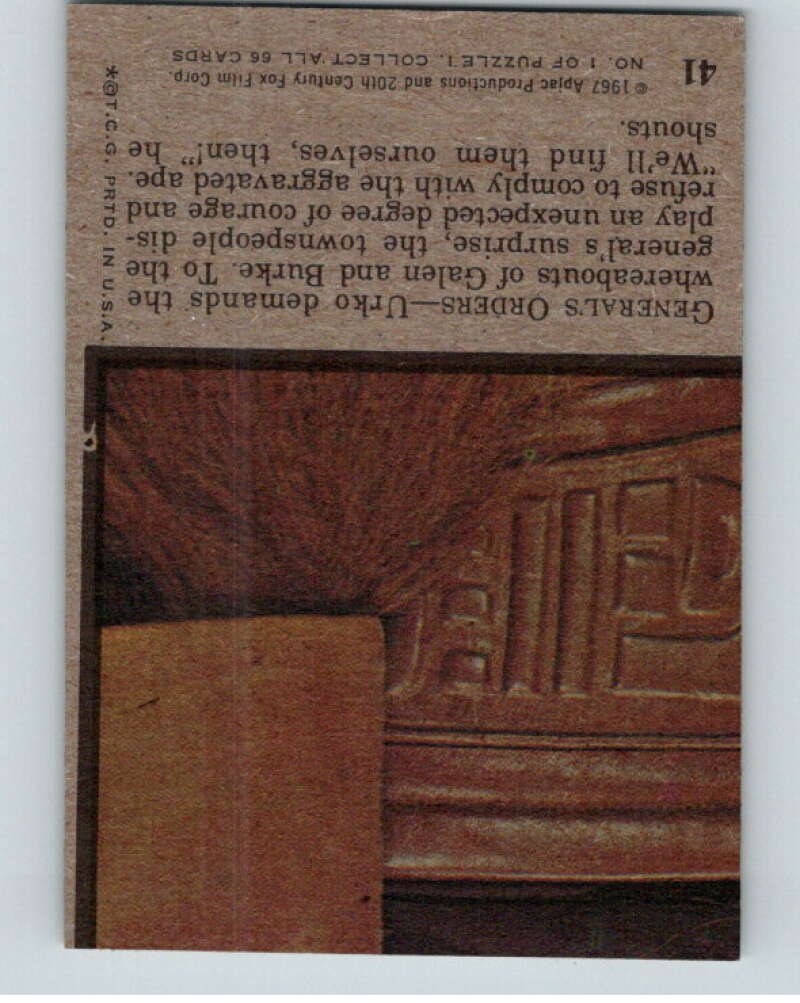 GENERAL'S ORDERS—Urko demands the
whereabouts of Galen and Burke. To the
general's surprise, the townspeople dis-
play an unexpected degree of courage and
refuse to comply with the aggravated ape.
"We'll find them ourselves, then!" he
shouts.
41
© 1967 Apjac Productions and 20th Century Fox Film Corp.
NO. 1 OF PUZZLE 1. COLLECT ALL 66 CARDS
*©T.C.G. PRTD. IN U.S.A.